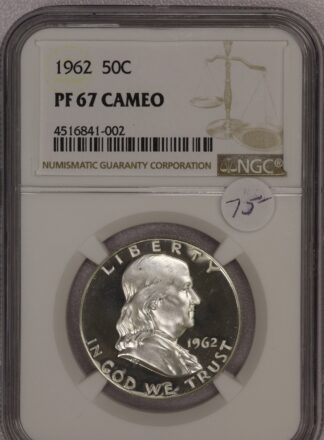 1962 50C
PF 67 CAMEO
4516841-002
NUMISMATIC GUARANTY CORPORATION
NGC®
75
LIBERTY
1962
IN GOD WE TRUST